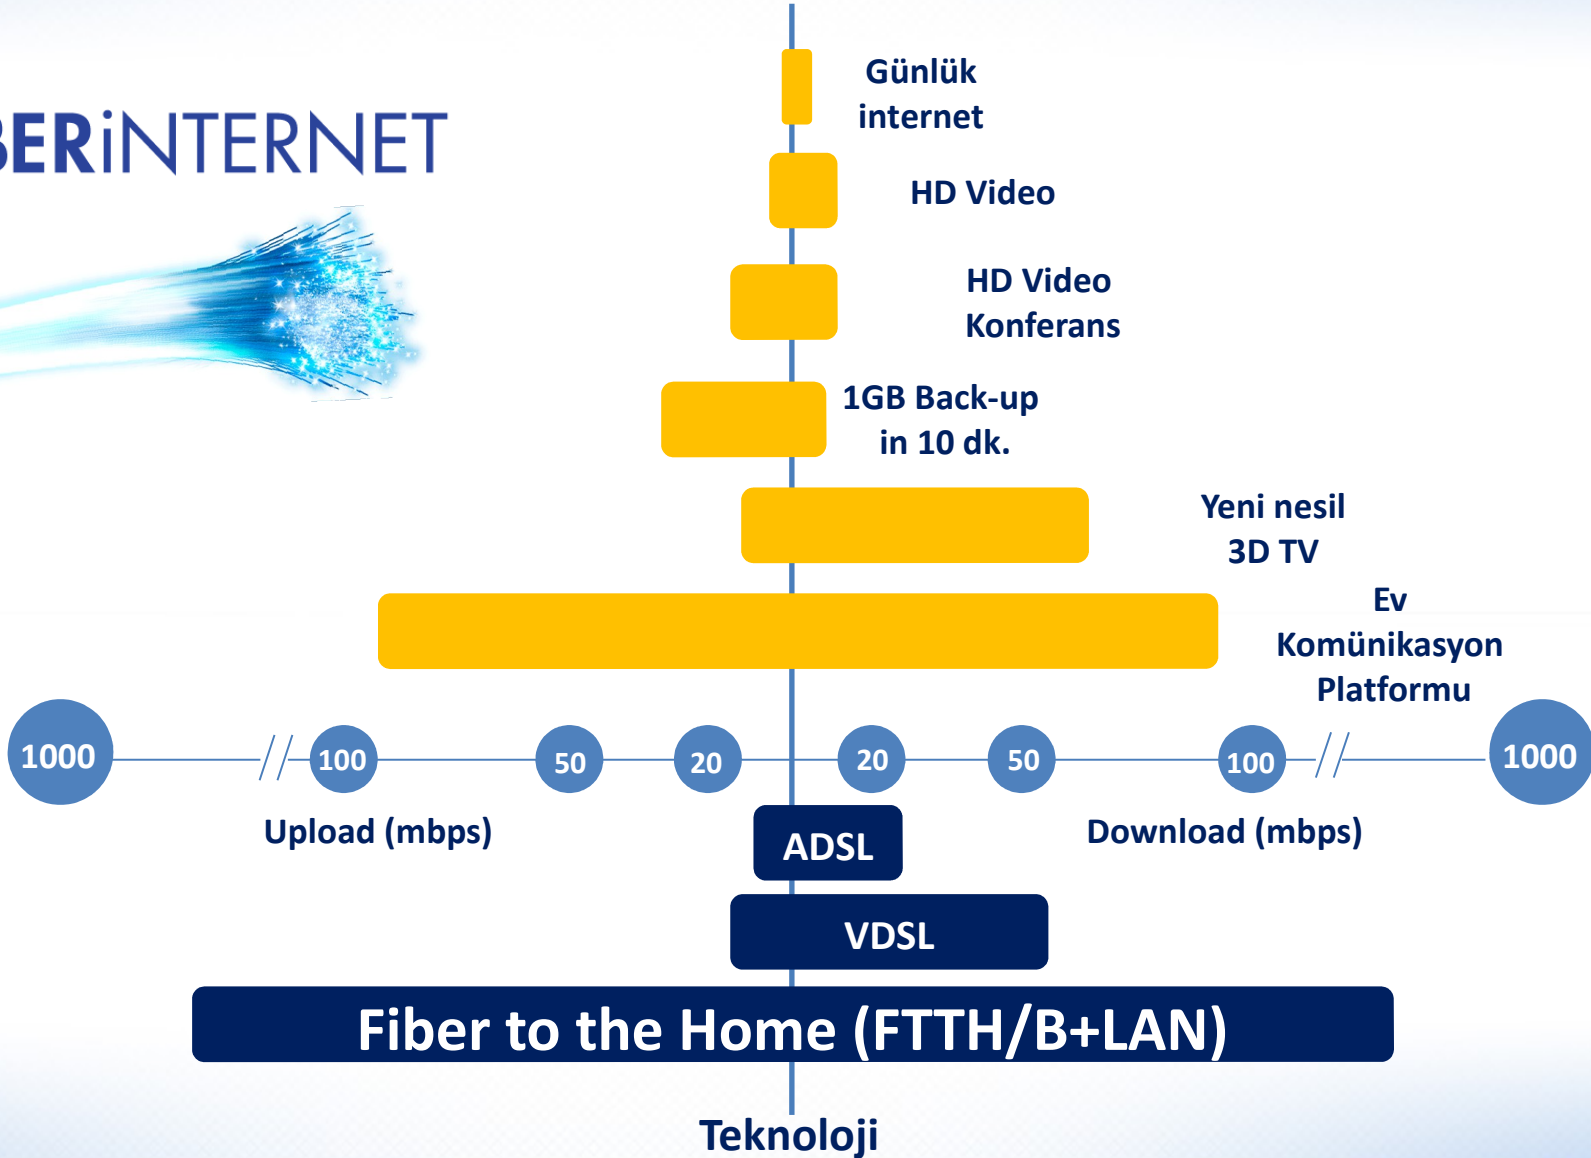 BERiNTERNET
Günlük
internet
HD Video
HD Video
Konferans
1GB Back-up
in 10 dk.
Yeni nesil
3D TV
Ev
Komünikasyon
Platformu
1000 100 50 20 20 50 100 1000
Upload (mbps) Download (mbps)
ADSL
VDSL
Fiber to the Home (FTTH/B+LAN)
Teknoloji